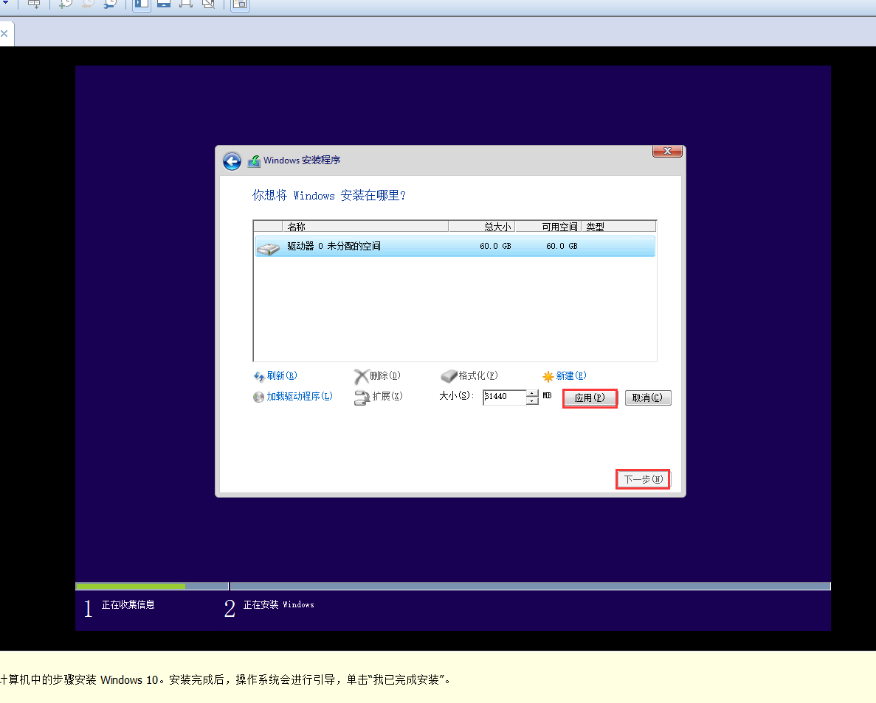 Windows 安装程序
你想将 Windows 安装在哪里?
名称 总大小 可用空间 类型
驱动器 0 未分配的空间 60.0 GB 60.0 GB
刷新(R) 删除(D) 格式化(F) 新建(E)
加载驱动程序(L) 扩展(X) 大小(S): 61440 MB 应用(P) 取消(C)
下一步(N)
1 正在收集信息 2 正在安装 Windows
计算机中的步骤安装 Windows 10。安装完成后，操作系统会进行引导，单击“我已完成安装”。